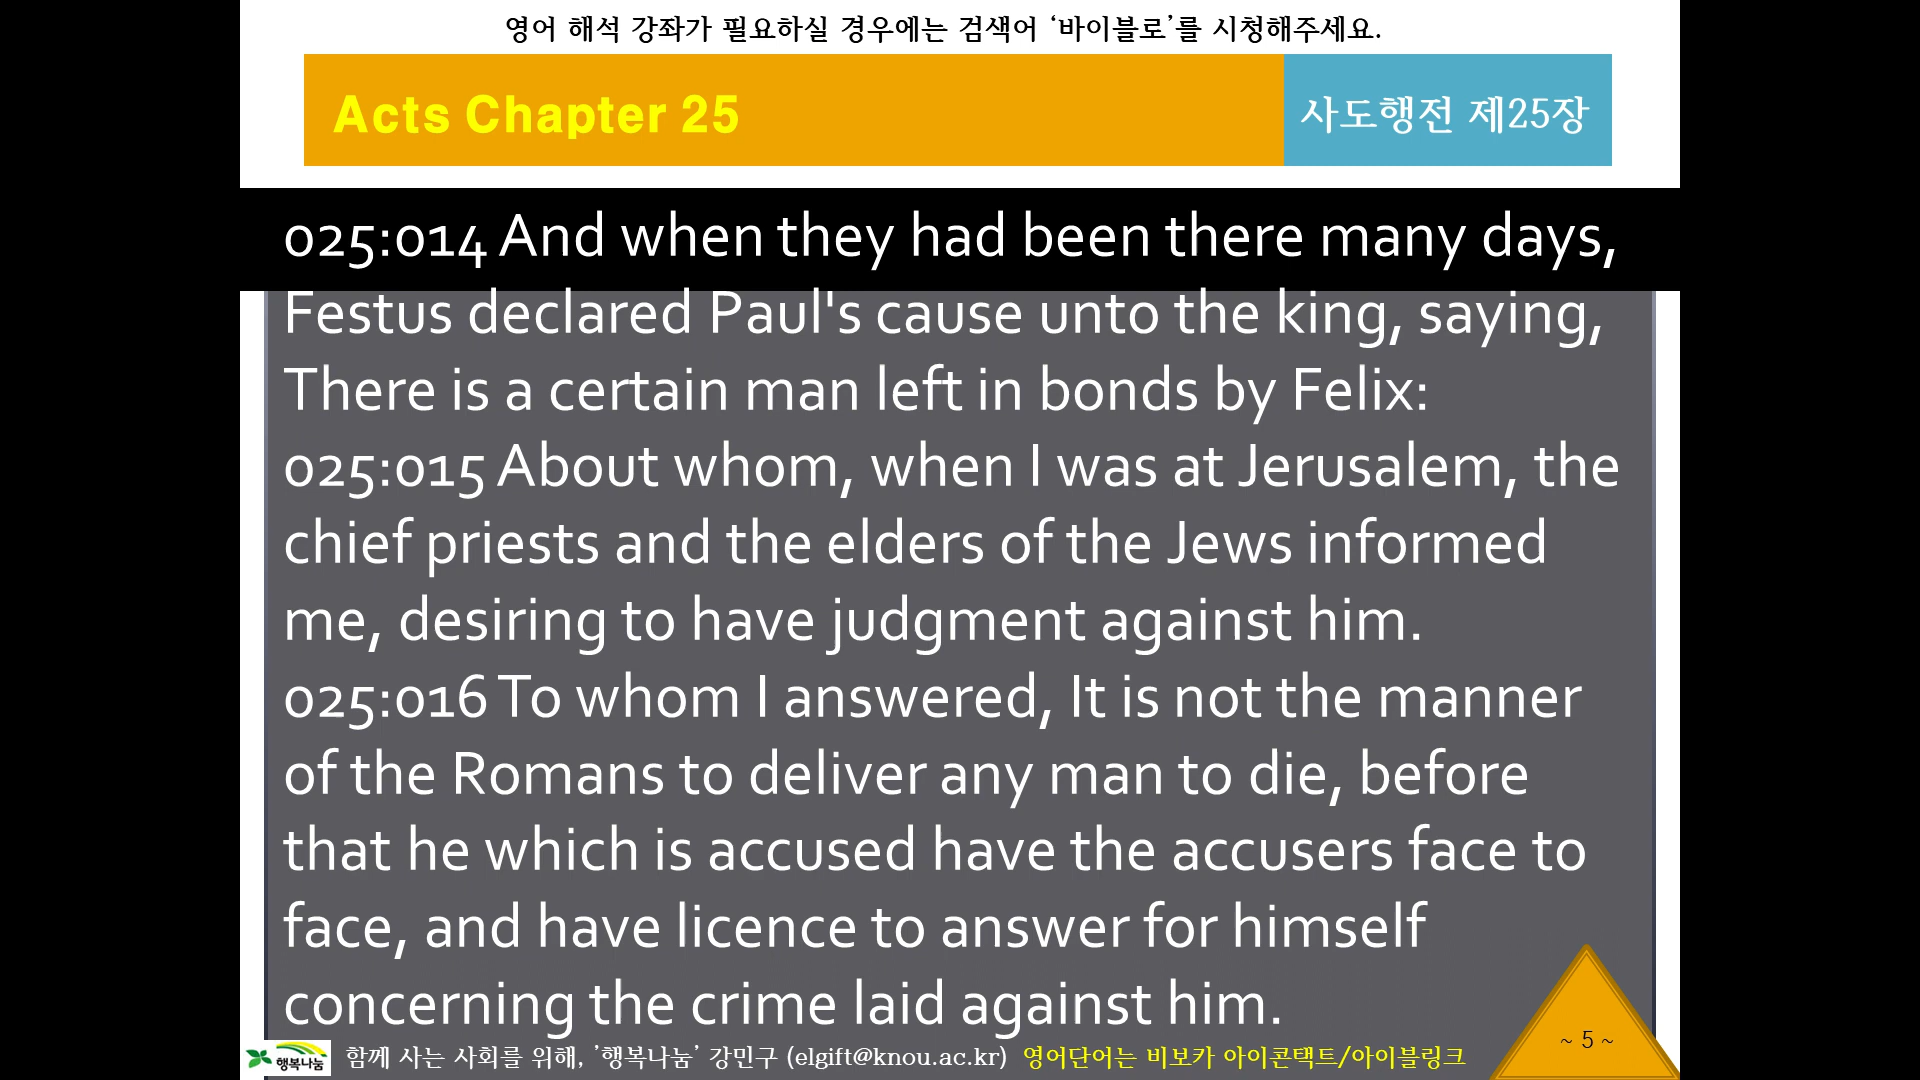 영어 해석 강좌가 필요하실 경우에는 검색어 ‘바이블로’를 시청해주세요.
Acts Chapter 25
사도행전 제25장
025:014 And when they had been there many days,
Festus declared Paul's cause unto the king, saying,
There is a certain man left in bonds by Felix:
025:015 About whom, when I was at Jerusalem, the
chief priests and the elders of the Jews informed
me, desiring to have judgment against him.
025:016 To whom I answered, It is not the manner
of the Romans to deliver any man to die, before
that he which is accused have the accusers face to
face, and have licence to answer for himself
concerning the crime laid against him.
~ 5 ~
행복나눔
함께 사는 사회를 위해, ’행복나눔’ 강민구 (elgift@knou.ac.kr) 영어단어는 비보카 아이콘택트/아이블링크